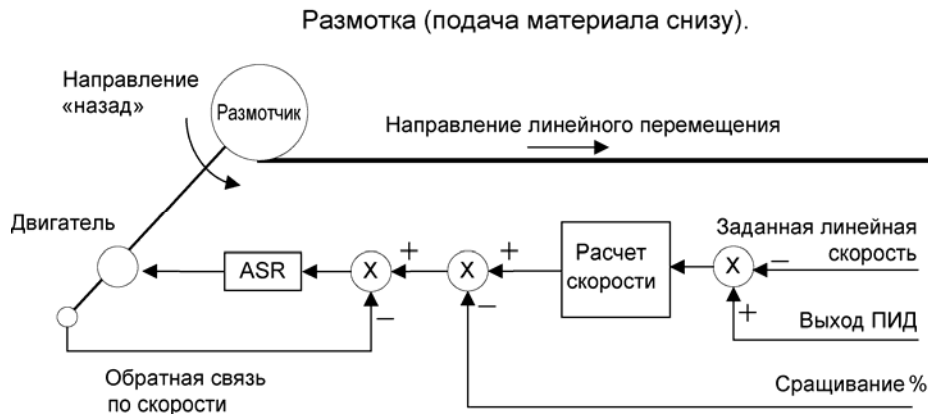 Размотка (подача материала снизу).
Направление
«назад»
Размотчик
Направление линейного перемещения
Двигатель
Заданная линейная
скорость
ASR
X
+
X
+
Расчет
скорости
X
−
−
−
+
Выход ПИД
Обратная связь
по скорости
Сращивание %